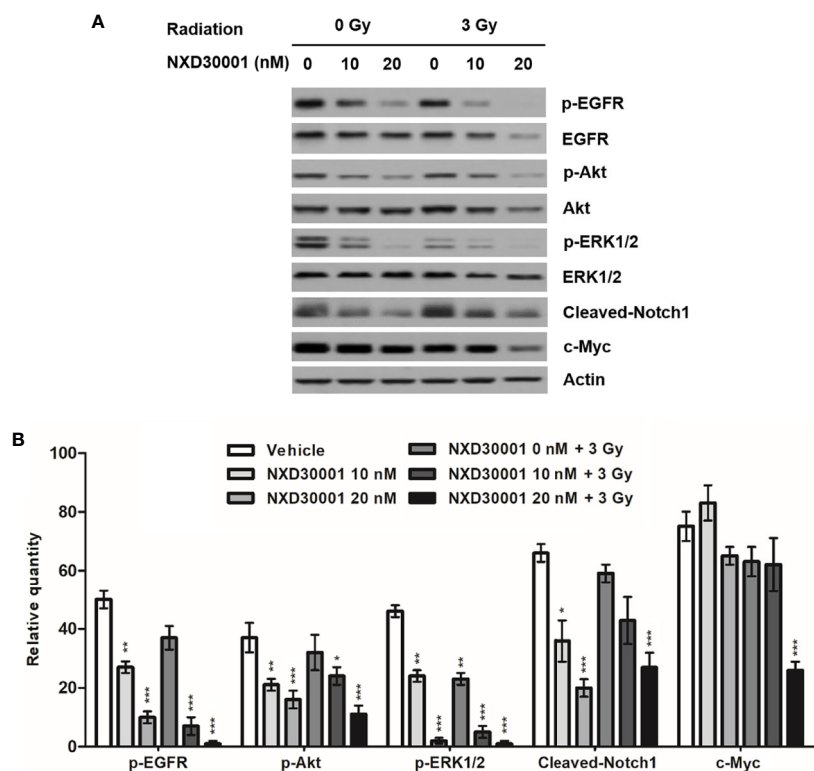 A
Radiation 0 Gy 3 Gy
NXD30001 (nM) 0 10 20 0 10 20
p-EGFR
EGFR
p-Akt
Akt
p-ERK1/2
ERK1/2
Cleaved-Notch1
c-Myc
Actin
B
Relative quantity
100
80
60
40
20
0
Vehicle
NXD30001 10 nM
NXD30001 20 nM
NXD30001 0 nM + 3 Gy
NXD30001 10 nM + 3 Gy
NXD30001 20 nM + 3 Gy
** *** *** ***
** *** * ***
** *** ** *** ***
* *** ***
***
p-EGFR p-Akt p-ERK1/2 Cleaved-Notch1 c-Myc